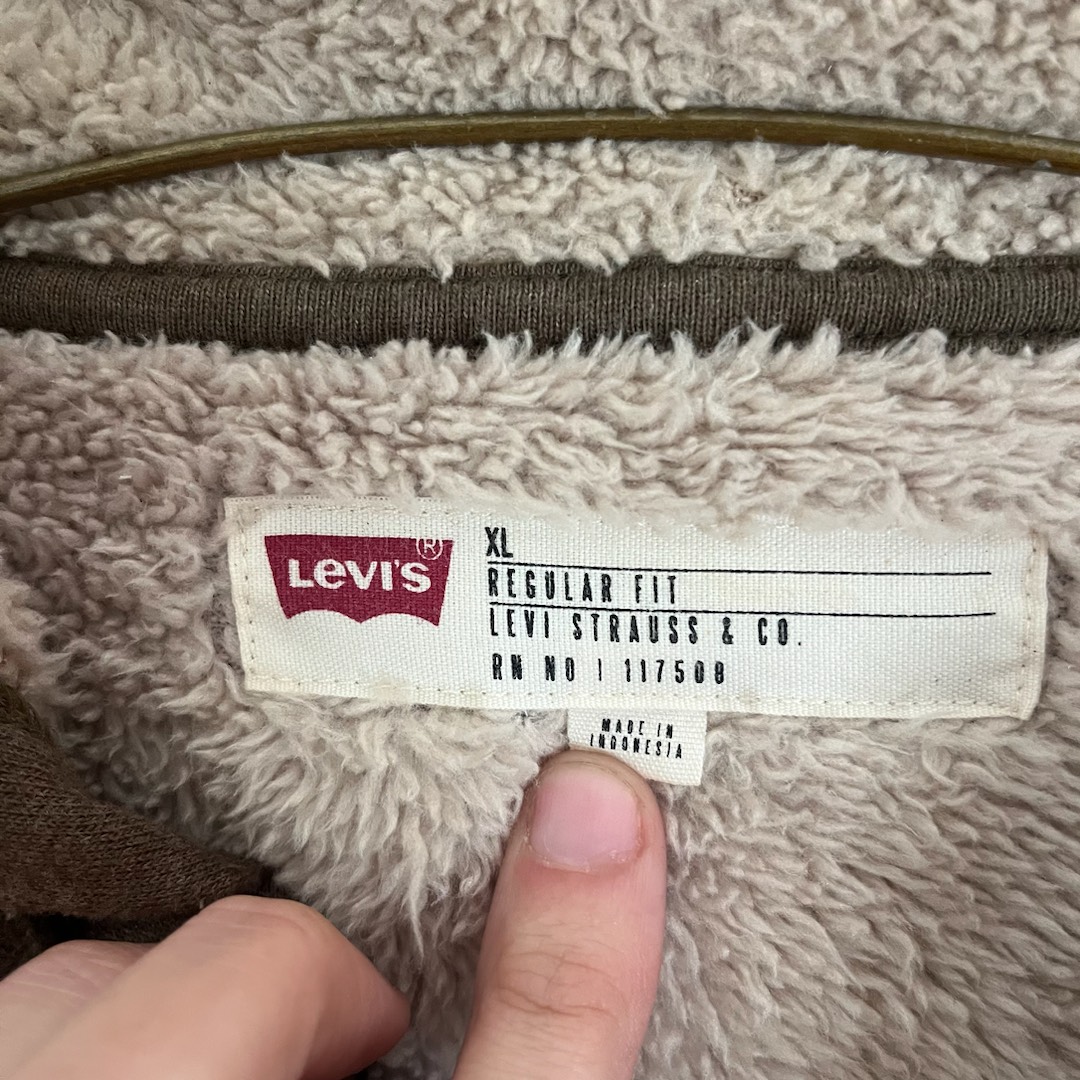 LEVI'S ®
XL
REGULAR FIT
LEVI STRAUSS & CO.
RN NO | 117508
MADE IN
INDONESIA